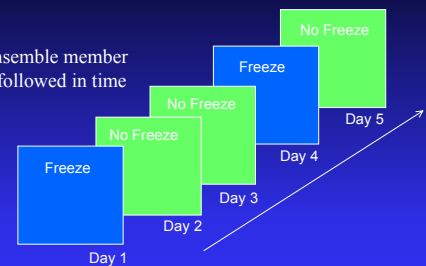 No Freeze
nsemble member
followed in time
Freeze
No Freeze
Day 5
No Freeze
Day 4
Freeze
Day 3
Day 2
Day 1